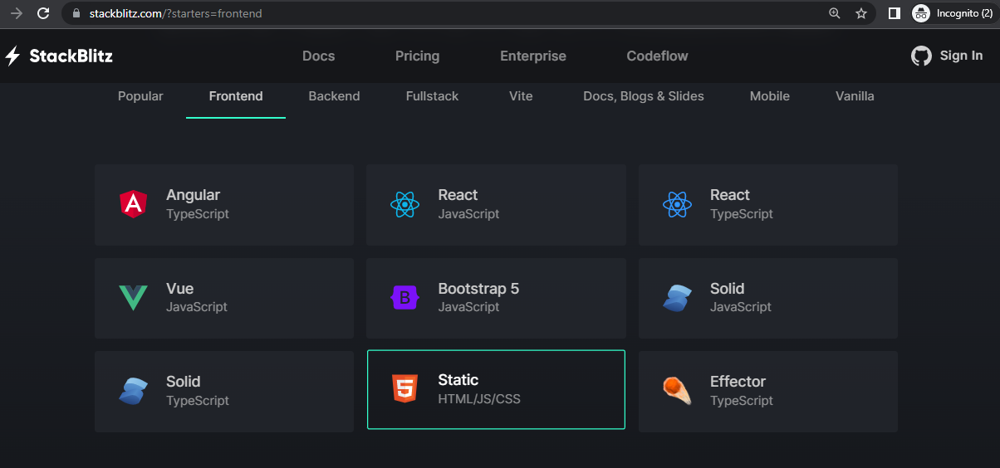 stackblitz.com/?starters=frontend Incognito (2)
StackBlitz Docs Pricing Enterprise Codeflow Sign In
Popular Frontend Backend Fullstack Vite Docs, Blogs & Slides Mobile Vanilla
Angular
TypeScript
React
JavaScript
React
TypeScript
Vue
JavaScript
B
Bootstrap 5
JavaScript
Solid
JavaScript
Solid
TypeScript
5
Static
HTML/JS/CSS
Effector
TypeScript